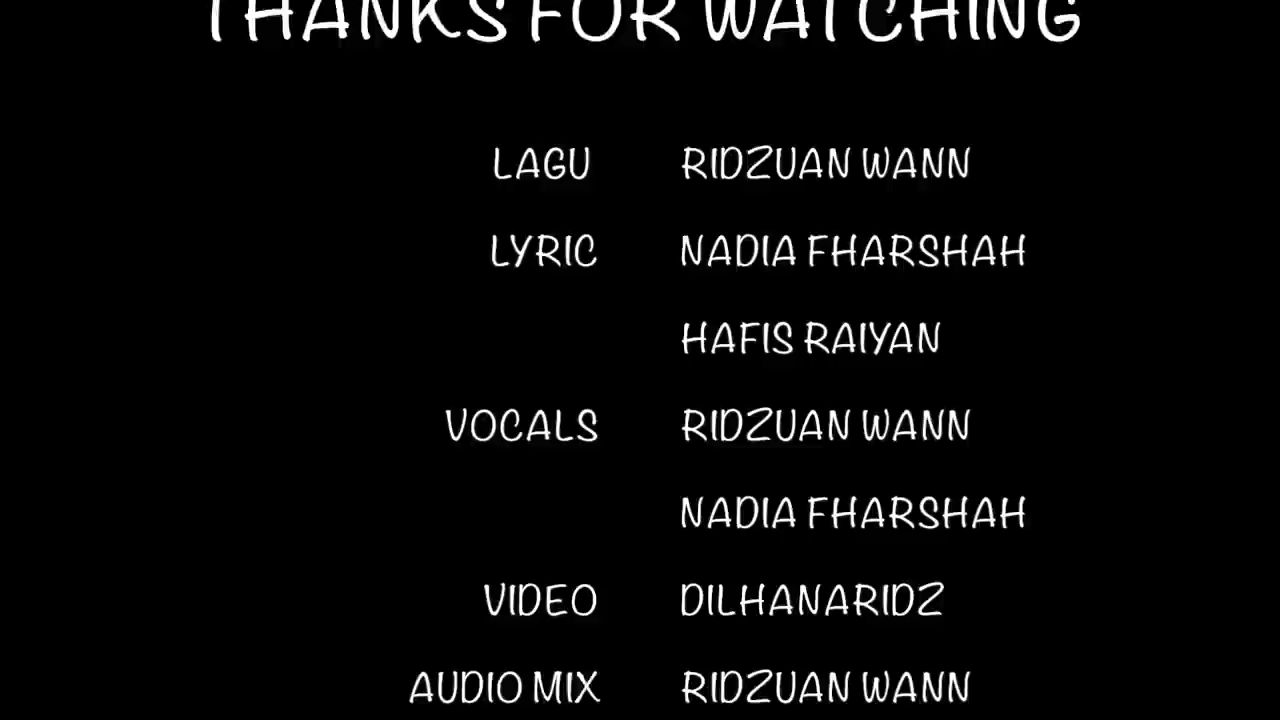 THANKS FOR WATCHING
LAGU RIDZUAN WANN
LYRIC NADIA FHARSHAH
HAFIS RAIYAN
VOCALS RIDZUAN WANN
NADIA FHARSHAH
VIDEO DILHANARIDZ
AUDIO MIX RIDZUAN WANN